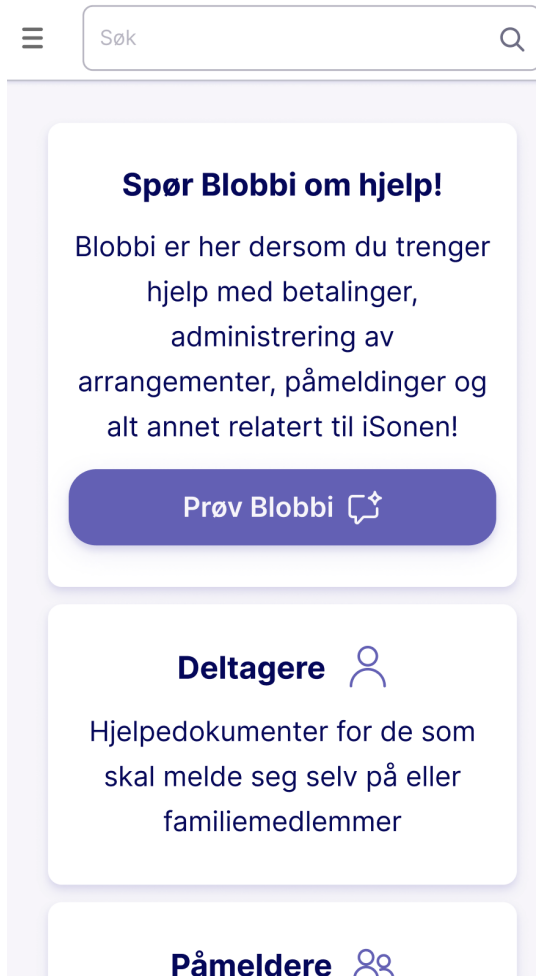 Søk
Spør Blobbi om hjelp!
Blobbi er her dersom du trenger
hjelp med betalinger,
administrering av
arrangementer, påmeldinger og
alt annet relatert til iSonen!
Prøv Blobbi
Deltagere
Hjelpedokumenter for de som
skal melde seg selv på eller
familiemedlemmer
Påmeldere